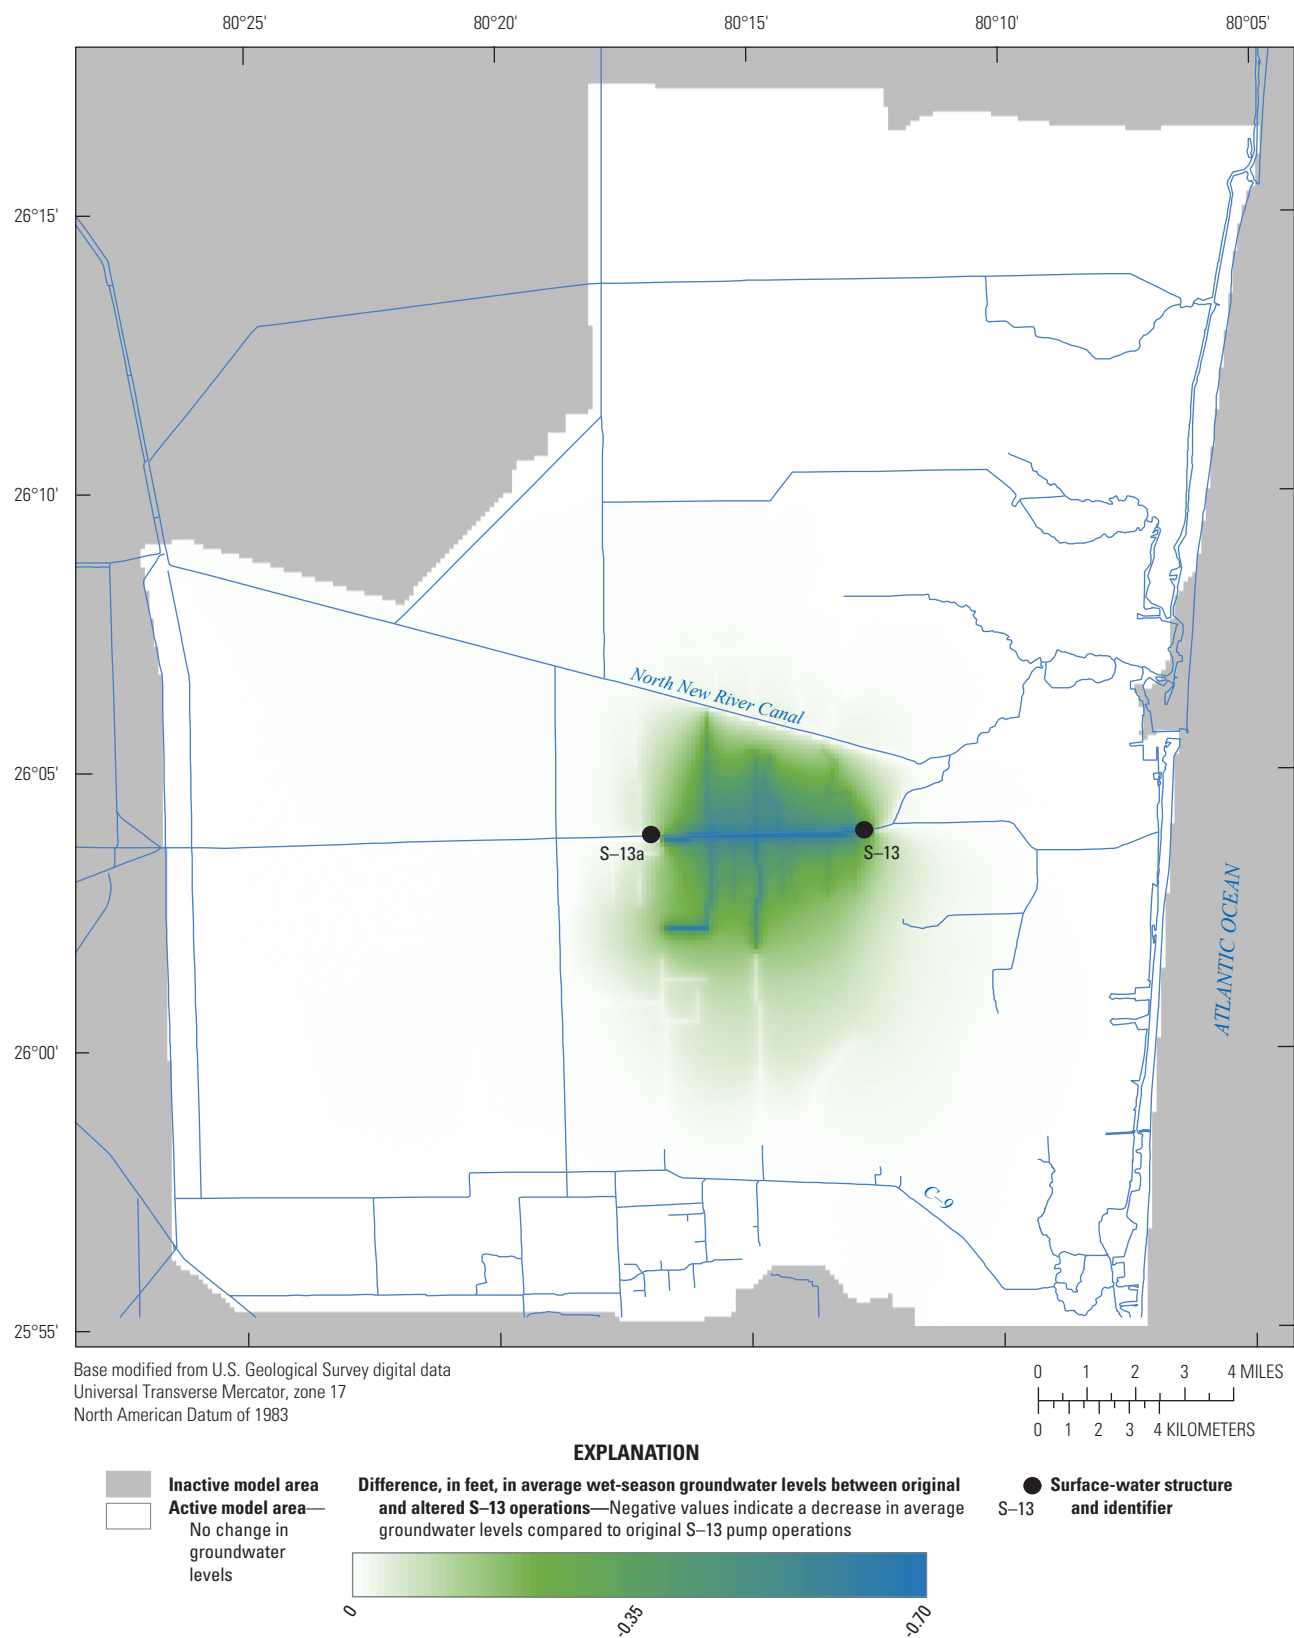 80°25' 80°20' 80°15' 80°10' 80°05'
26°15'
26°10'
North New River Canal
26°05'
S–13a
S–13
ATLANTIC OCEAN
26°00'
C–9
25°55'
Base modified from U.S. Geological Survey digital data
Universal Transverse Mercator, zone 17
North American Datum of 1983
0 1 2 3 4 MILES
0 1 2 3 4 KILOMETERS
EXPLANATION
Inactive model area
Active model area—
No change in
groundwater
levels
Difference, in feet, in average wet-season groundwater levels between original
and altered S–13 operations—Negative values indicate a decrease in average
groundwater levels compared to original S–13 pump operations
0 -0.35 -0.70
S–13
Surface-water structure
and identifier